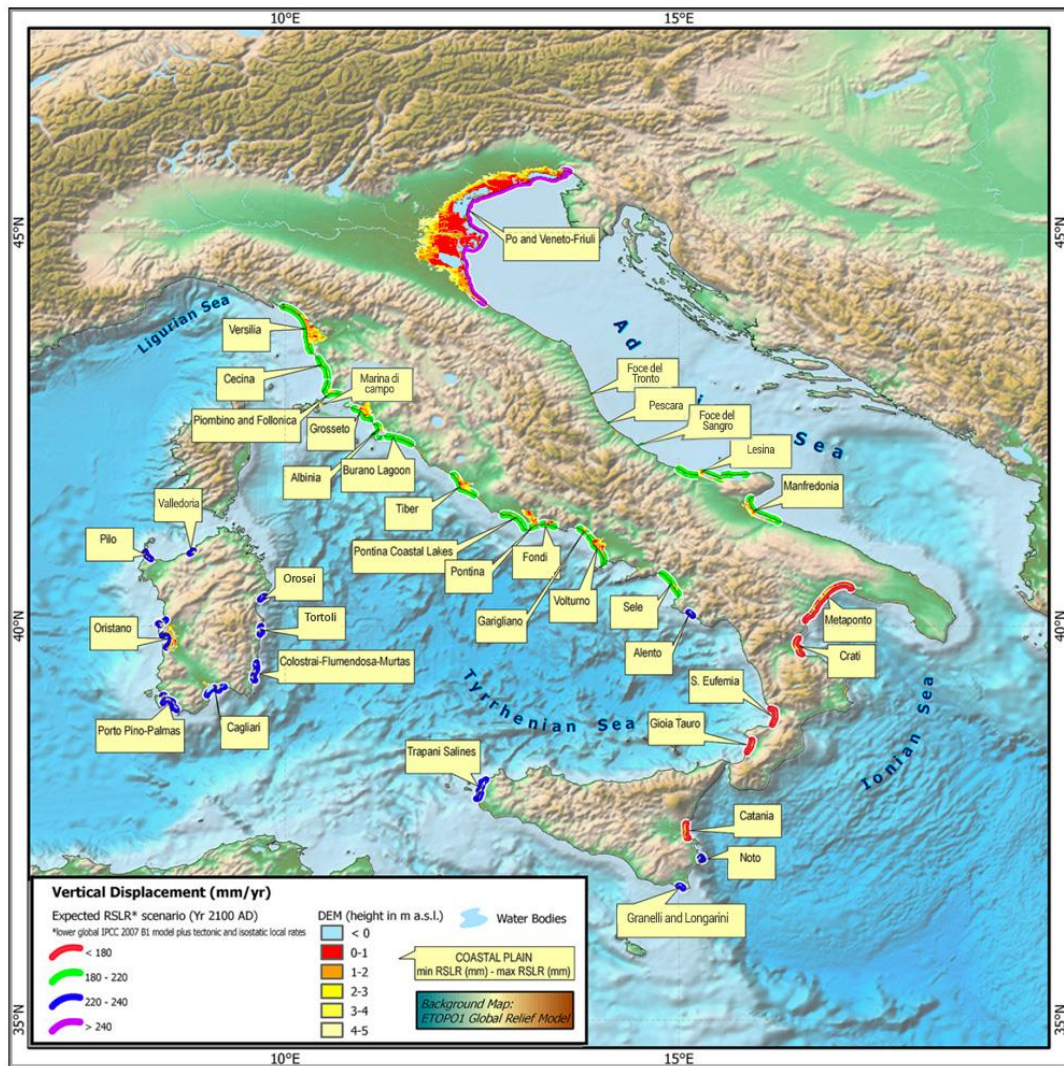 10°E
15°E
45°N
45°N
Po and Veneto-Friuli
Ligurian Sea
Versilia
Adri
Sea
Cecina
Marina di
campo
Foce del
Tronto
Piombino and Follonica
Pescara
Grosseto
Foce del
Sangro
Albinia
Burano Lagoon
Lesina
Tiber
Manfredonia
Valledoria
Pilo
Pontina Coastal Lakes
Fondi
Pontina
Orosei
Volturno
Garigliano
Sele
40°N
40°N
Tortoli
Oristano
Metaponto
Alento
Crati
Colostrai-Flumendosa-Murtas
S. Eufemia
Tyrrhenian Sea
Ionian Sea
Porto Pino-Palmas
Cagliari
Gioia Tauro
Trapani Salines
Catania
Noto
Granelli and Longarini
Vertical Displacement (mm/yr)
Expected RSLR* scenario (Yr 2100 AD)
*lower global IPCC 2007 B1 model plus tectonic and isostatic local rates
< 180
180 - 220
220 - 240
> 240
DEM (height in m a.s.l.)
< 0
0-1
1-2
2-3
3-4
4-5
Water Bodies
COASTAL PLAIN
min RSLR (mm) - max RSLR (mm)
Background Map:
ETOPO1 Global Relief Model
35°N
35°N
10°E
15°E